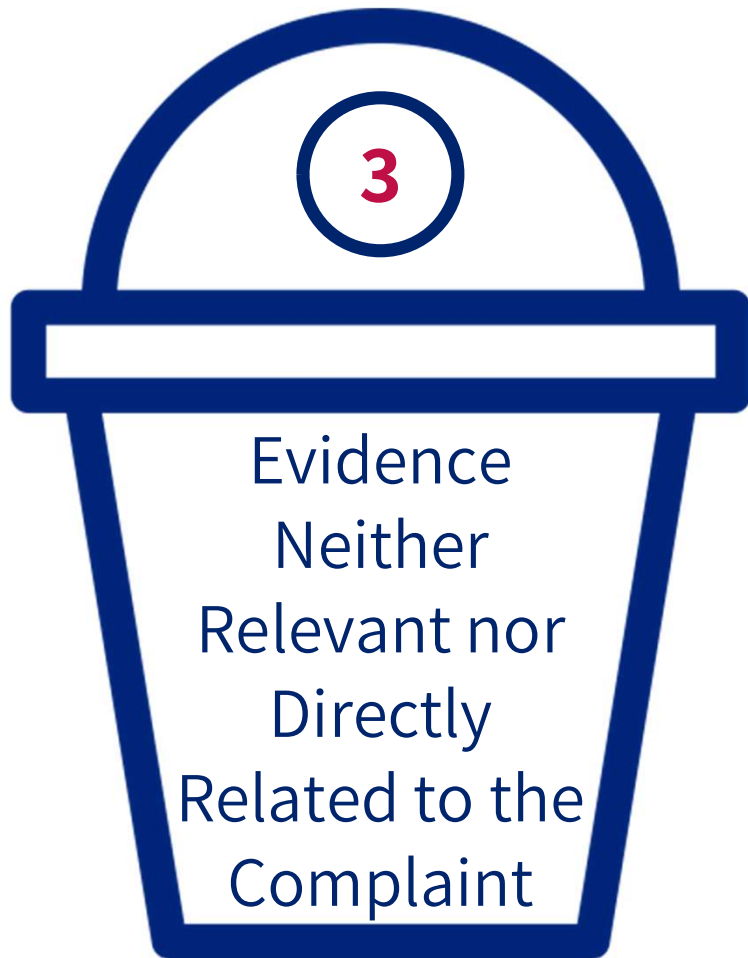 3
Evidence
Neither
Relevant nor
Directly
Related to the
Complaint